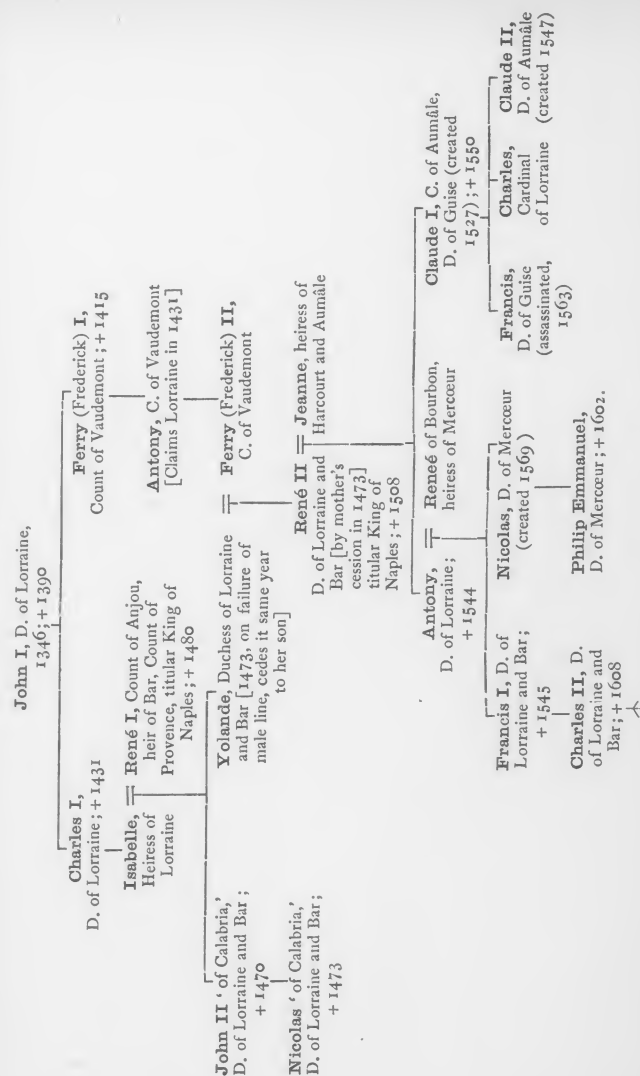 John I, D. of Lorraine,
1346; + 1390
Charles I,
D. of Lorraine; + 1431
Ferry (Frederick) I,
Count of Vaudemont; + 1415
Isabelle,
Heiress of
Lorraine
=
René I, Count of Anjou,
heir of Bar, Count of
Provence, titular King of
Naples; + 1480
Antony, C. of Vaudemont
[Claims Lorraine in 1431]
John II ‘ of Calabria,’
D. of Lorraine and Bar;
+ 1470
Yolande, Duchess of Lorraine
and Bar [1473, on failure of
male line, cedes it same year
to her son]
=
Ferry (Frederick) II,
C. of Vaudemont
Nicolas ‘ of Calabria,’
D. of Lorraine and Bar;
+ 1473
René II
D. of Lorraine and
Bar [by mother's
cession in 1473]
titular King of
Naples; + 1508
=
Jeanne, heiress of
Harcourt and Aumâle
Antony,
D. of Lorraine;
+ 1544
=
Reneé of Bourbon,
heiress of Mercœur
Claude I, C. of Aumâle,
D. of Guise (created
1527); + 1550
Francis I, D. of
Lorraine and Bar;
+ 1545
Nicolas, D. of Mercœur
(created 1569)
Francis,
D. of Guise
(assassinated,
1563)
Charles,
Cardinal
of Lorraine
Claude II,
D. of Aumâle
(created 1547)
Charles II, D.
of Lorraine and
Bar; + 1608
Philip Emmanuel,
D. of Mercœur; + 1602.